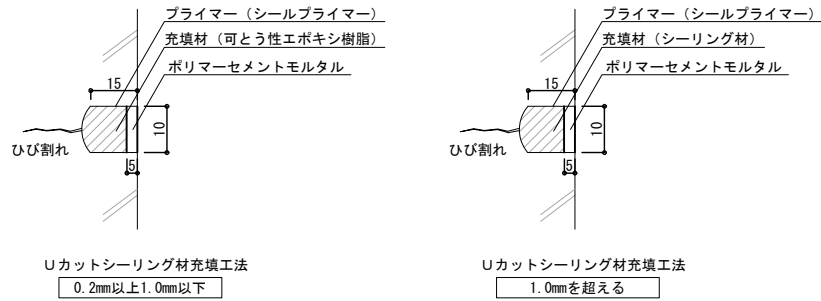 プライマー（シールプライマー）
充填材（可とう性エポキシ樹脂）
ポリマーセメントモルタル
15
10
5
ひび割れ
Uカットシーリング材充填工法
0.2mm以上1.0mm以下
プライマー（シールプライマー）
充填材（シーリング材）
ポリマーセメントモルタル
15
10
5
ひび割れ
Uカットシーリング材充填工法
1.0mmを超える